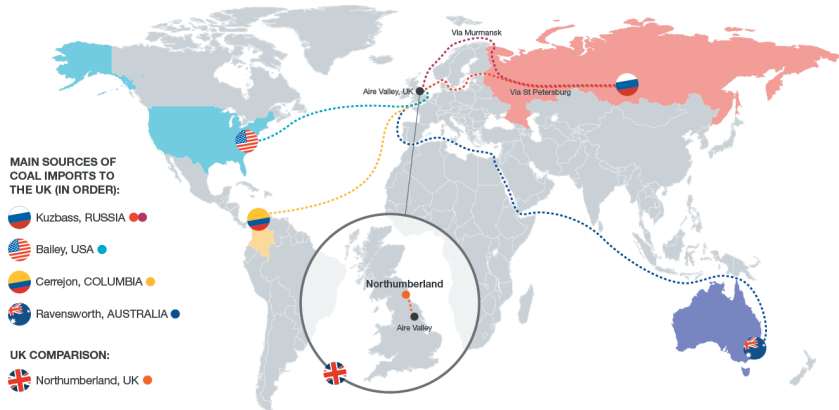 Via Murmansk
Aire Valley, UK
Via St Petersburg
MAIN SOURCES OF
COAL IMPORTS TO
THE UK (IN ORDER):
Kuzbass, RUSSIA
Bailey, USA
Cerrejon, COLUMBIA
Ravensworth, AUSTRALIA
UK COMPARISON:
Northumberland, UK
Northumberland
Aire Valley